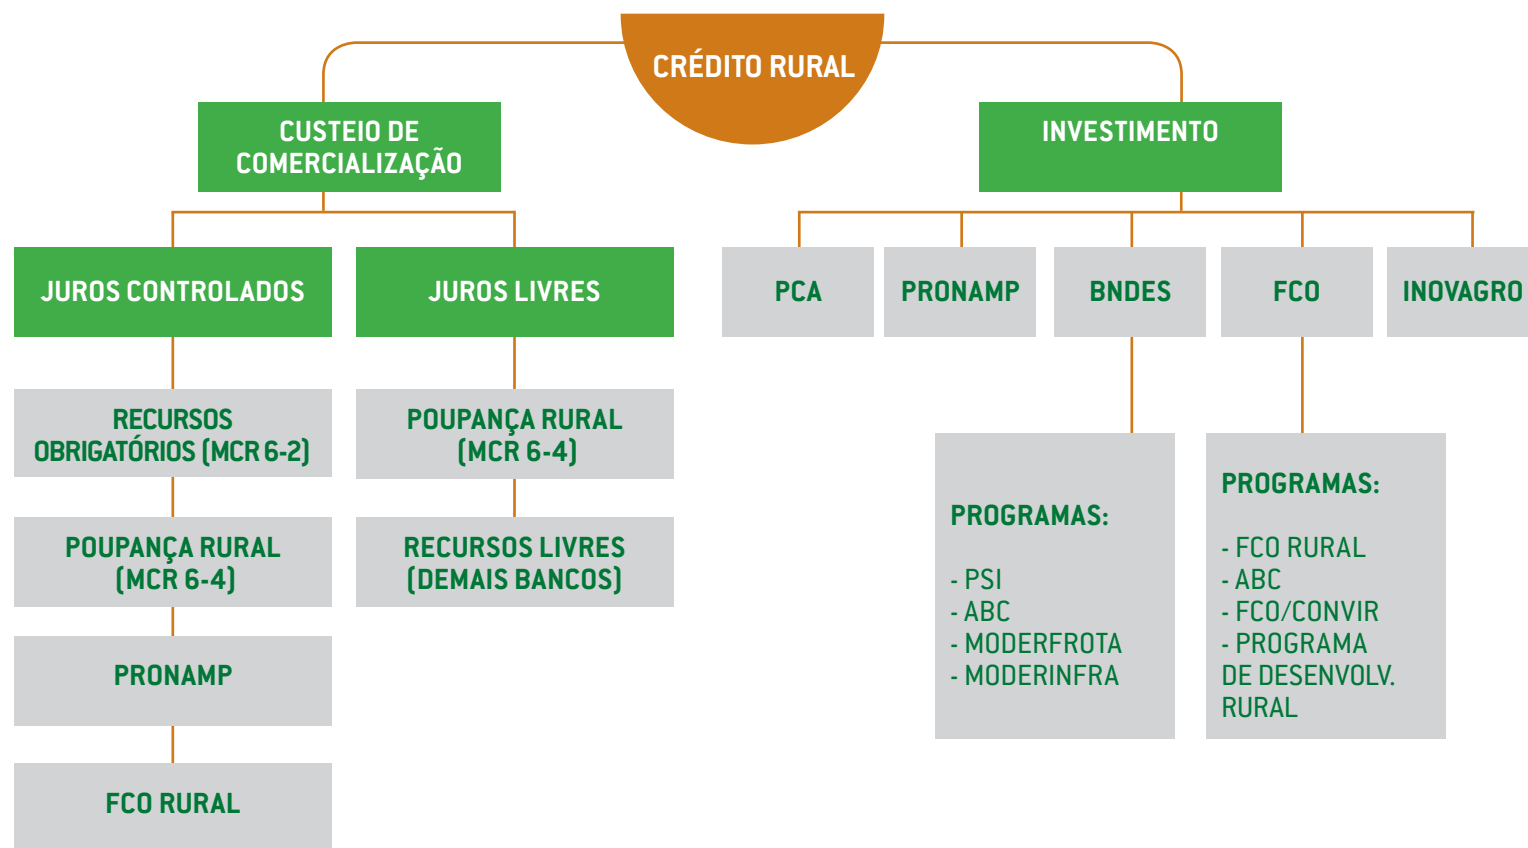 CRÉDITO RURAL
CUSTEIO DE
COMERCIALIZAÇÃO
INVESTIMENTO
JUROS CONTROLADOS
JUROS LIVRES
PCA
PRONAMP
BNDES
FCO
INOVAGRO
RECURSOS
OBRIGATÓRIOS (MCR 6-2)
POUPANÇA RURAL
(MCR 6-4)
PRONAMP
FCO RURAL
POUPANÇA RURAL
(MCR 6-4)
RECURSOS LIVRES
(DEMAIS BANCOS)
PROGRAMAS:
- PSI
- ABC
- MODERFROTA
- MODERINFRA
PROGRAMAS:
- FCO RURAL
- ABC
- FCO/CONVIR
- PROGRAMA
DE DESENVOLV.
RURAL